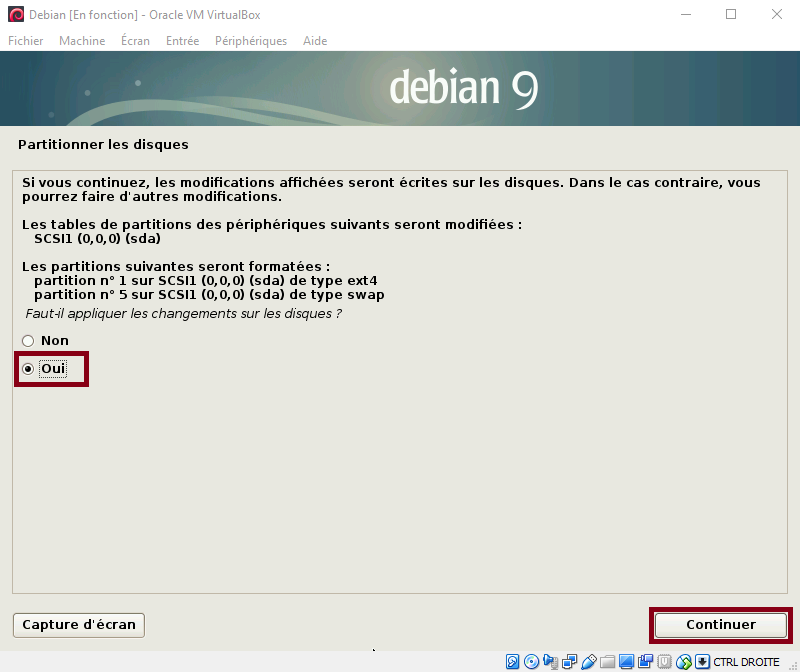 Debian [En fonction] - Oracle VM VirtualBox
Fichier Machine Écran Entrée Périphériques Aide
debian 9
Partitionner les disques
Si vous continuez, les modifications affichées seront écrites sur les disques. Dans le cas contraire, vous
pourrez faire d'autres modifications.
Les tables de partitions des périphériques suivants seront modifiées :
SCSI1 (0,0,0) (sda)
Les partitions suivantes seront formatées :
partition n° 1 sur SCSI1 (0,0,0) (sda) de type ext4
partition n° 5 sur SCSI1 (0,0,0) (sda) de type swap
Faut-il appliquer les changements sur les disques ?
Non
Oui
Capture d'écran Continuer
CTRL DROITE